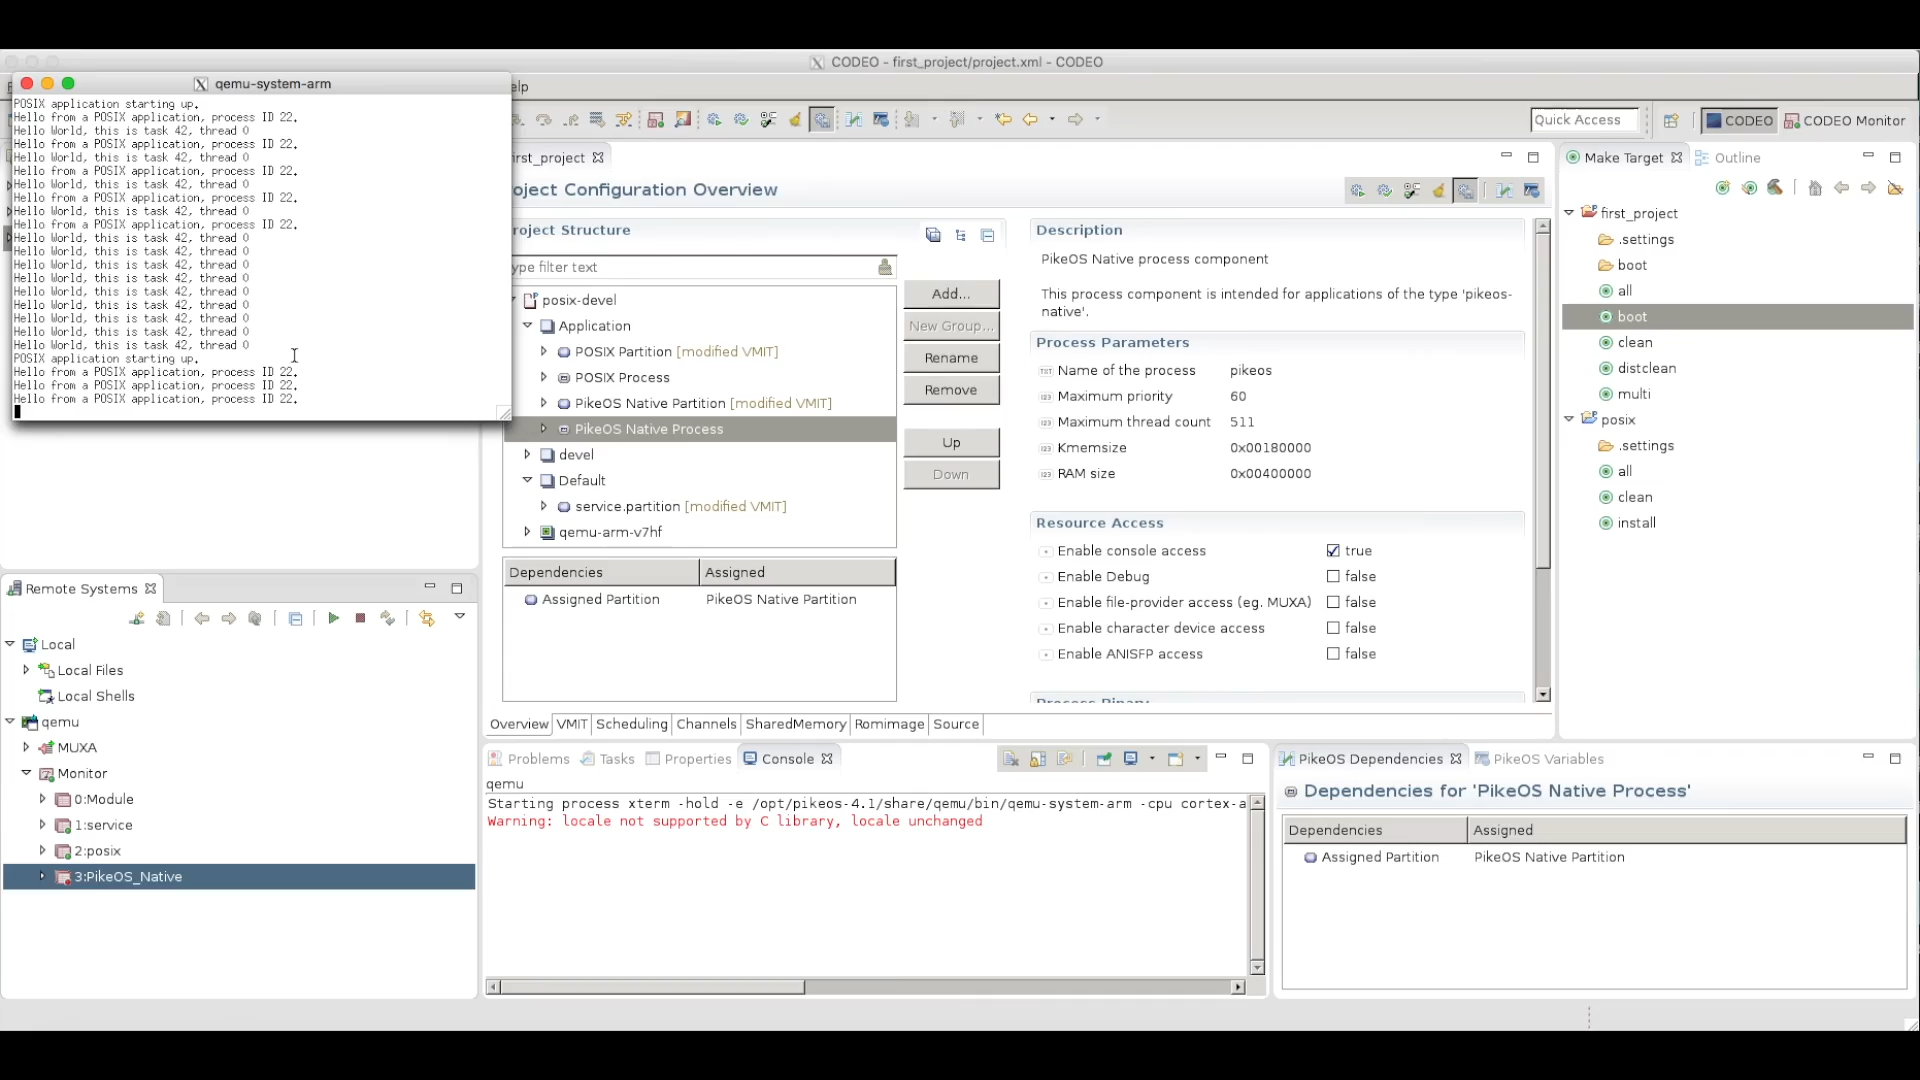 CODEO - first_project/project.xml - CODEO
qemu-system-arm
elp
POSIX application starting up.
Hello from a POSIX application, process ID 22.
Hello World, this is task 42, thread 0
Hello from a POSIX application, process ID 22.
Hello World, this is task 42, thread 0
Hello from a POSIX application, process ID 22.
Hello World, this is task 42, thread 0
Hello from a POSIX application, process ID 22.
Hello World, this is task 42, thread 0
Hello from a POSIX application, process ID 22.
Hello World, this is task 42, thread 0
Hello World, this is task 42, thread 0
Hello World, this is task 42, thread 0
Hello World, this is task 42, thread 0
Hello World, this is task 42, thread 0
Hello World, this is task 42, thread 0
Hello World, this is task 42, thread 0
Hello World, this is task 42, thread 0
Hello World, this is task 42, thread 0
POSIX application starting up.
Hello from a POSIX application, process ID 22.
Hello from a POSIX application, process ID 22.
Hello from a POSIX application, process ID 22.
Quick Access
CODEO
CODEO Monitor
irst_project
oject Configuration Overview
roject Structure
ype filter text
posix-devel
Application
POSIX Partition [modified VMIT]
POSIX Process
PikeOS Native Partition [modified VMIT]
PikeOS Native Process
devel
Default
service.partition [modified VMIT]
qemu-arm-v7hf
Add...
New Group...
Rename
Remove
Up
Down
Dependencies Assigned
Assigned Partition PikeOS Native Partition
Description
PikeOS Native process component
This process component is intended for applications of the type 'pikeos-
native'.
Process Parameters
Name of the process pikeos
Maximum priority 60
Maximum thread count 511
Kmemsize 0x00180000
RAM size 0x00400000
Resource Access
Enable console access true
Enable Debug false
Enable file-provider access (eg. MUXA) false
Enable character device access false
Enable ANISFP access false
Process Binary
Overview VMIT Scheduling Channels SharedMemory Romimage Source
Make Target Outline
first_project
.settings
boot
all
boot
clean
distclean
multi
posix
.settings
all
clean
install
Remote Systems
Local
Local Files
Local Shells
qemu
MUXA
Monitor
0:Module
1:service
2:posix
3:PikeOS_Native
Problems Tasks Properties Console
qemu
Starting process xterm -hold -e /opt/pikeos-4.1/share/qemu/bin/qemu-system-arm -cpu cortex-a
Warning: locale not supported by C library, locale unchanged
PikeOS Dependencies PikeOS Variables
Dependencies for 'PikeOS Native Process'
Dependencies Assigned
Assigned Partition PikeOS Native Partition